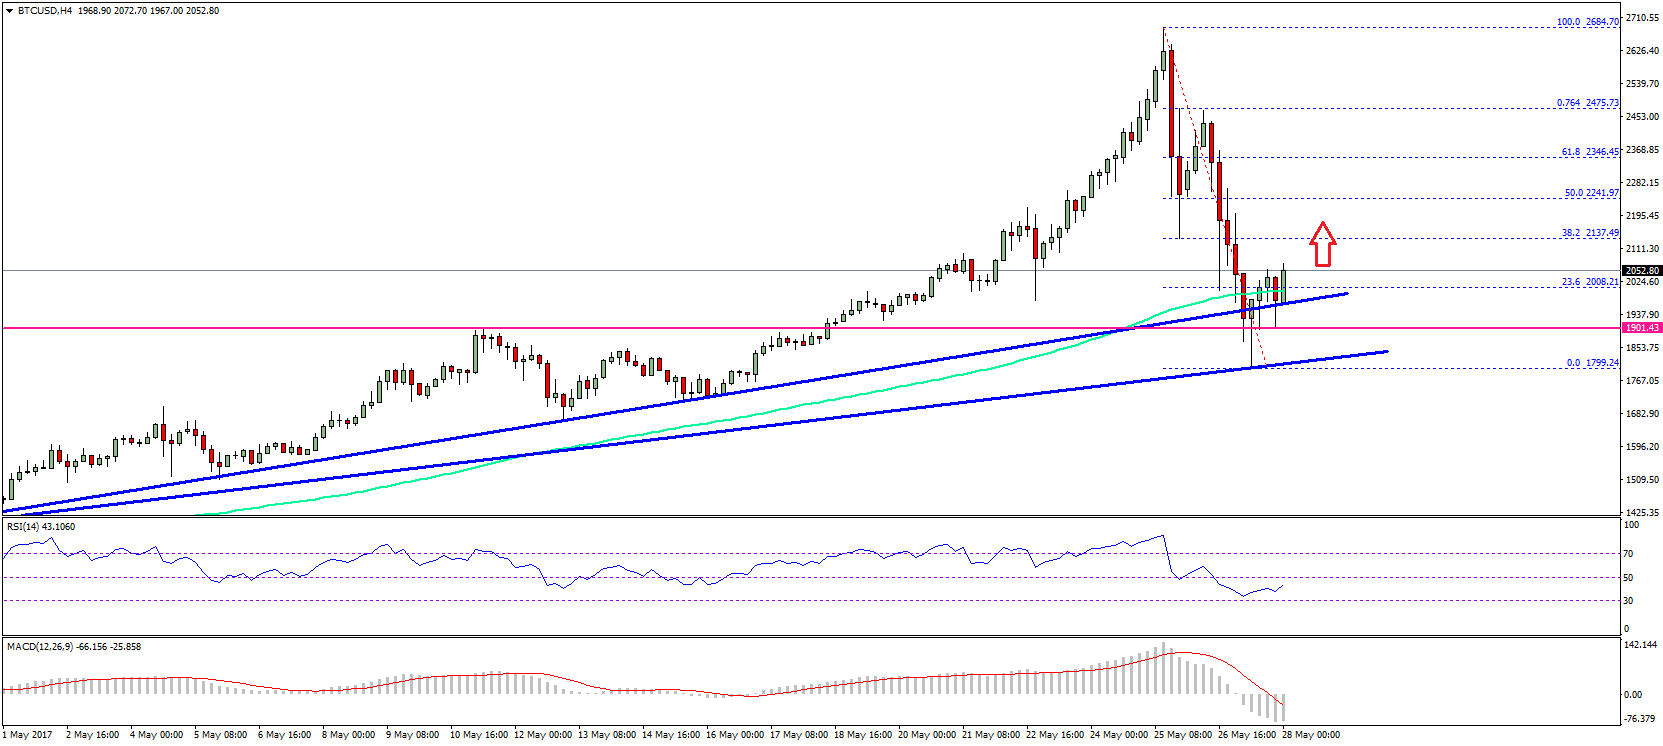 BTCUSD,H4 1968.90 2072.70 1967.00 2052.80
2710.55
100.0 2684.70
2626.40
2539.70
0.764 2475.73
2453.00
2368.85
61.8 2346.45
2282.15
50.0 2241.97
2195.45
38.2 2137.49
2111.30
2052.80
2024.60
23.6 2008.21
1937.90
1901.43
1853.75
0.0 1799.24
1767.05
1682.90
1596.20
1509.50
1425.35
RSI(14) 43.1060
100
70
50
30
0
MACD(12,26,9) -66.156 -25.858
142.144
0.00
-76.379
1 May 2017
2 May 16:00
4 May 00:00
5 May 08:00
6 May 16:00
8 May 00:00
9 May 08:00
10 May 16:00
12 May 00:00
13 May 08:00
14 May 16:00
16 May 00:00
17 May 08:00
18 May 16:00
20 May 00:00
21 May 08:00
22 May 16:00
24 May 00:00
25 May 08:00
26 May 16:00
28 May 00:00